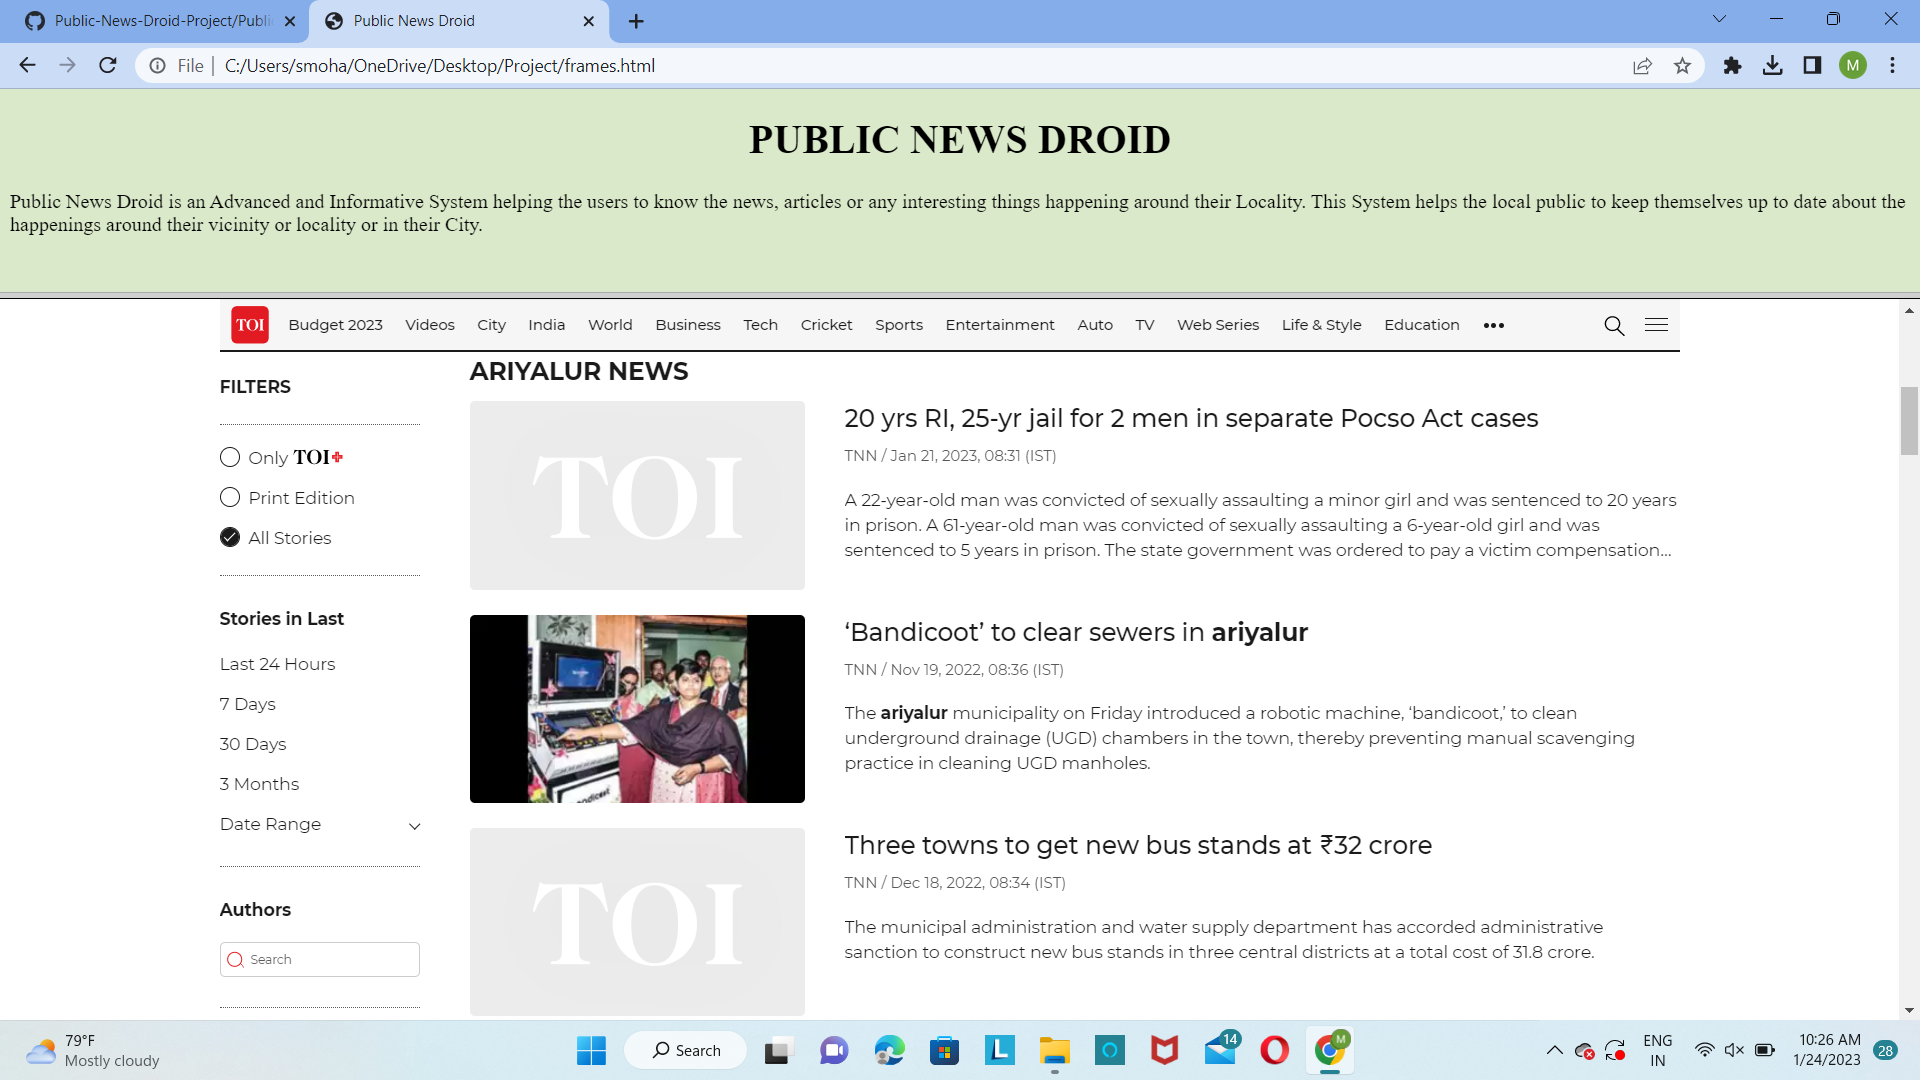 Public-News-Droid-Project/Publi
Public News Droid
File
C:/Users/smoha/OneDrive/Desktop/Project/frames.html
M
PUBLIC NEWS DROID
Public News Droid is an Advanced and Informative System helping the users to know the news, articles or any interesting things happening around their Locality. This System helps the local public to keep themselves up to date about the
happenings around their vicinity or locality or in their City.
TOI Budget 2023 Videos City India World Business Tech Cricket Sports Entertainment Auto TV Web Series Life & Style Education
FILTERS
Only TOI+
Print Edition
All Stories
Stories in Last
Last 24 Hours
7 Days
30 Days
3 Months
Date Range
Authors
Search
ARIYALUR NEWS
TOI
20 yrs RI, 25-yr jail for 2 men in separate Pocso Act cases
TNN / Jan 21, 2023, 08:31 (IST)
A 22-year-old man was convicted of sexually assaulting a minor girl and was sentenced to 20 years
in prison. A 61-year-old man was convicted of sexually assaulting a 6-year-old girl and was
sentenced to 5 years in prison. The state government was ordered to pay a victim compensation...
‘Bandicoot’ to clear sewers in ariyalur
TNN / Nov 19, 2022, 08:36 (IST)
The ariyalur municipality on Friday introduced a robotic machine, ‘bandicoot,’ to clean
underground drainage (UGD) chambers in the town, thereby preventing manual scavenging
practice in cleaning UGD manholes.
TOI
Three towns to get new bus stands at ₹32 crore
TNN / Dec 18, 2022, 08:34 (IST)
The municipal administration and water supply department has accorded administrative
sanction to construct new bus stands in three central districts at a total cost of 31.8 crore.
79°F
Mostly cloudy
Search
L
14
M
ENG
IN
10:26 AM
1/24/2023
28